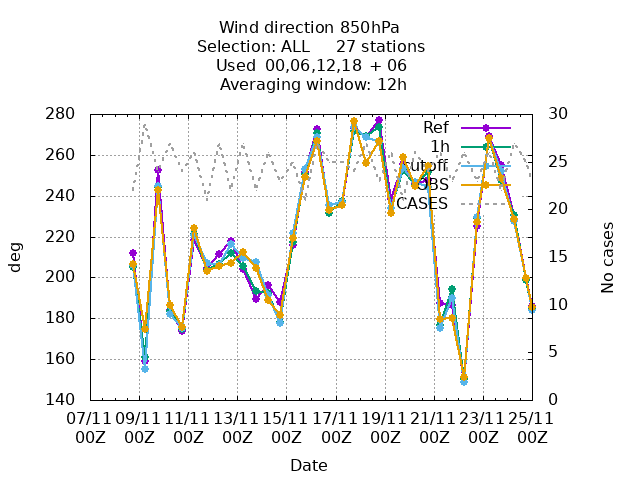 Wind direction 850hPa
Selection: ALL 27 stations
Used 00,06,12,18 + 06
Averaging window: 12h
280
260
240
220
200
180
160
140
deg
30
25
20
15
10
5
0
No cases
Ref
1h
cutoff
OBS
CASES
07/11 09/11 11/11 13/11 15/11 17/11 19/11 21/11 23/11 25/11
00Z 00Z 00Z 00Z 00Z 00Z 00Z 00Z 00Z 00Z
Date